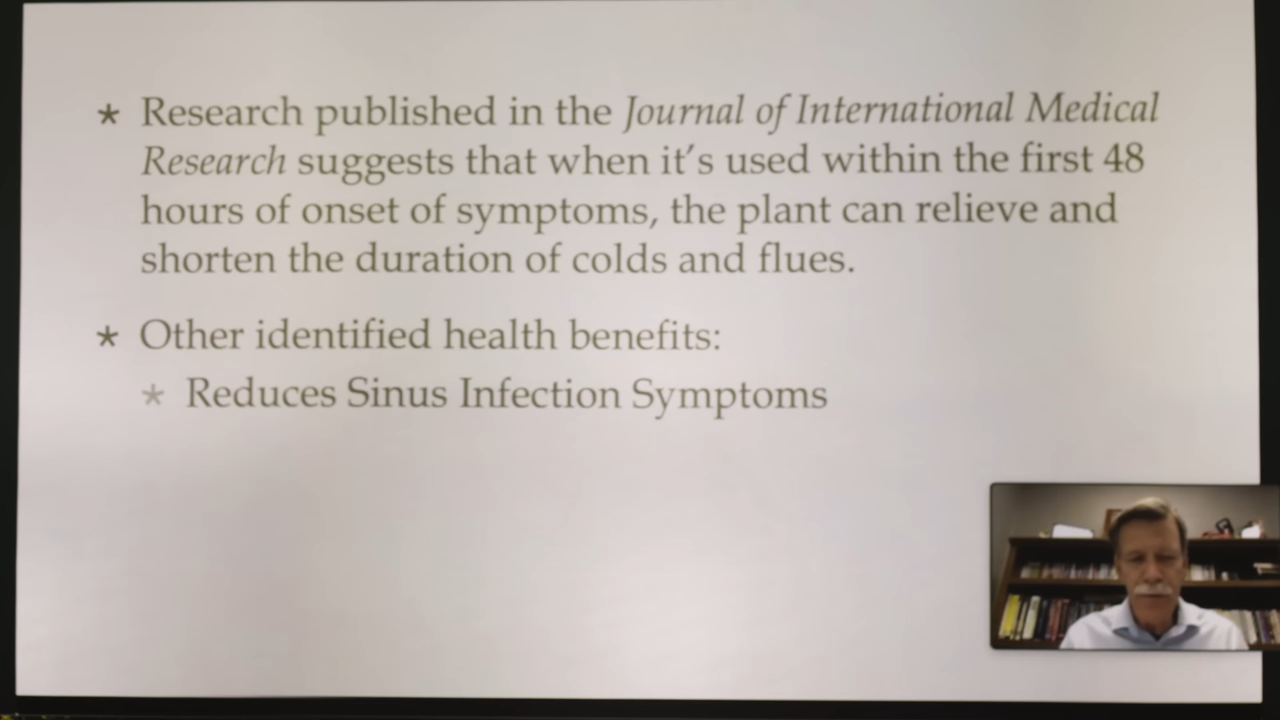 * Research published in the Journal of International Medical
Research suggests that when it's used within the first 48
hours of onset of symptoms, the plant can relieve and
shorten the duration of colds and flues.
* Other identified health benefits:
* Reduces Sinus Infection Symptoms